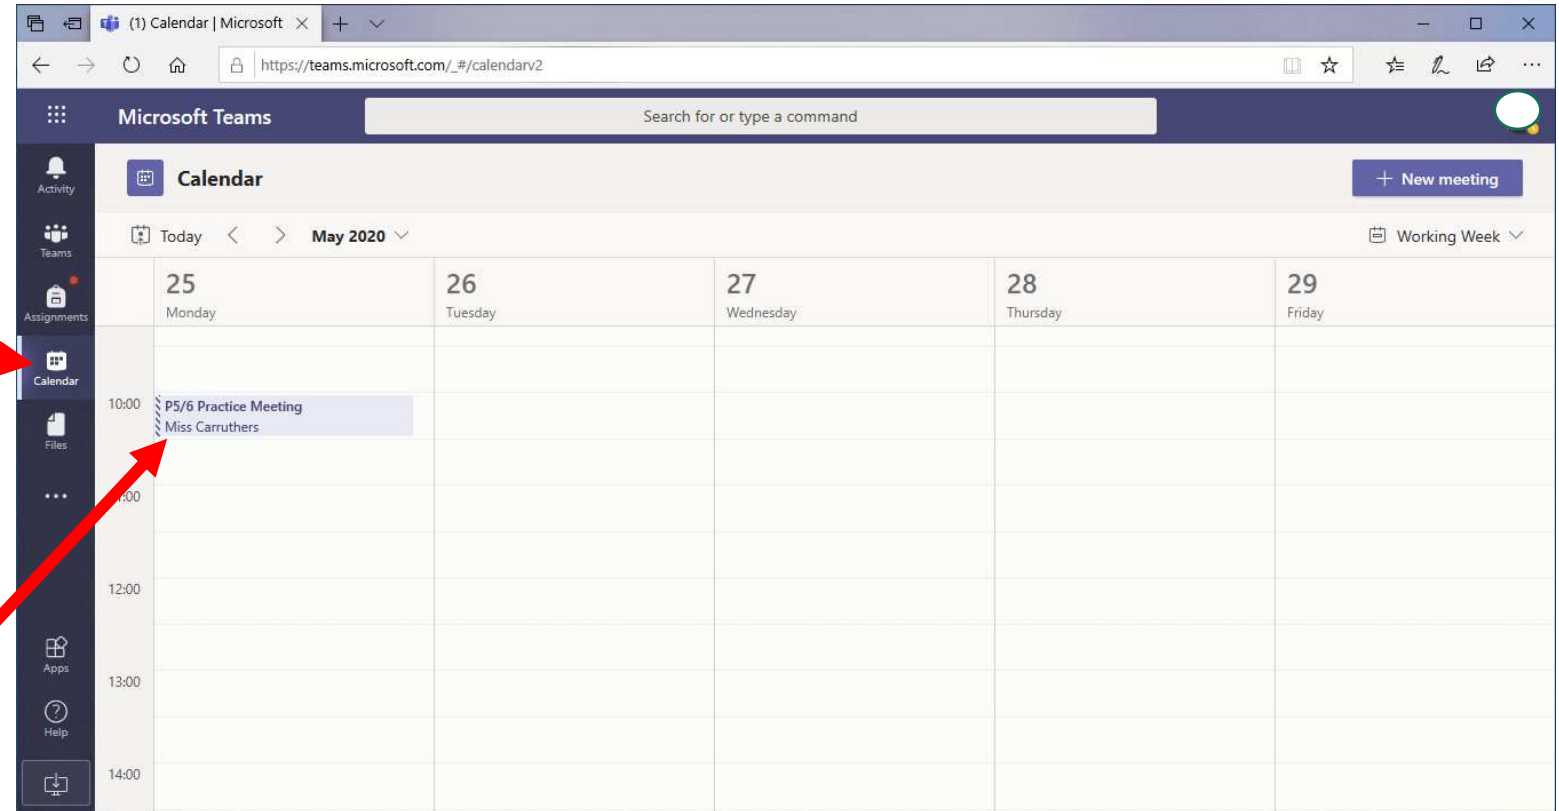 (1) Calendar | Microsoft
https://teams.microsoft.com/_#/calendarv2
Microsoft Teams
Search for or type a command
Activity
Calendar
+ New meeting
Teams
Today
May 2020
Working Week
Assignments
25
26
27
28
29
Monday
Tuesday
Wednesday
Thursday
Friday
Calendar
10:00
P5/6 Practice Meeting
Miss Carruthers
Files
12:00
Apps
13:00
Help
14:00